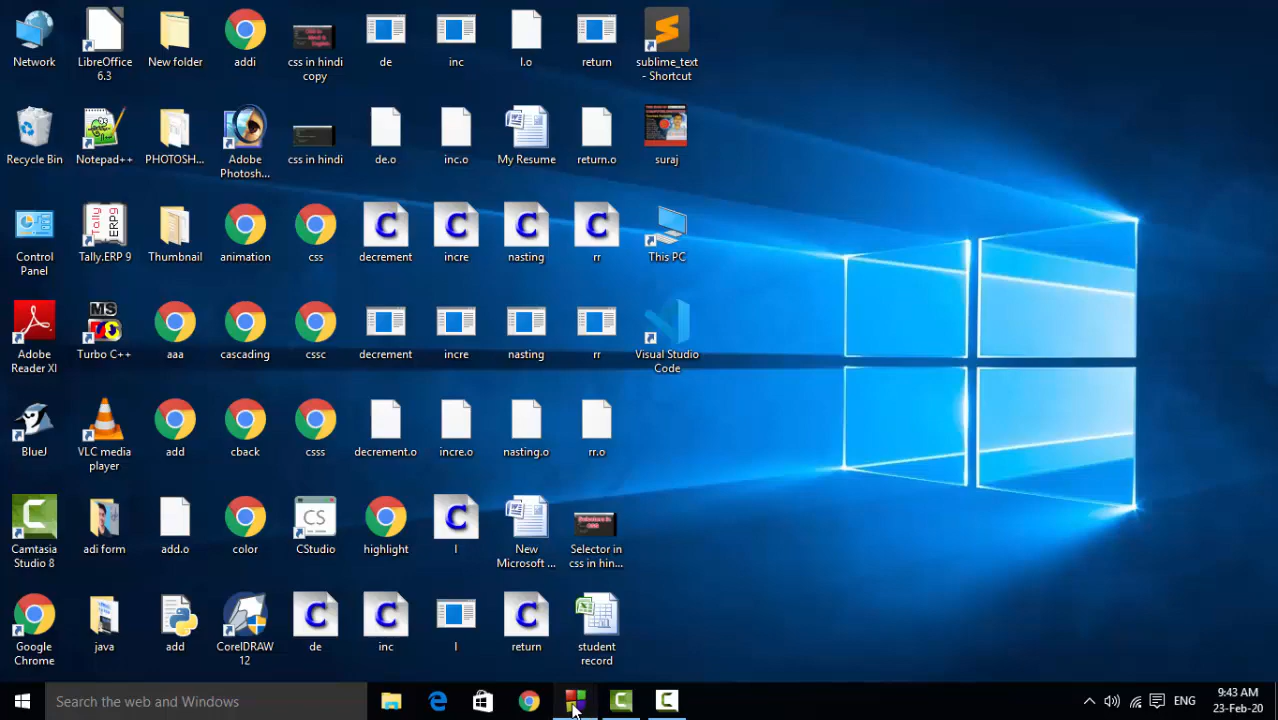 Network
LibreOffice
6.3
New folder
addi
css in hindi
copy
de
inc
l.o
return
sublime_text
- Shortcut
Recycle Bin
Notepad++
PHOTOSH...
Adobe
Photosh...
css in hindi
de.o
inc.o
My Resume
return.o
suraj
Control
Panel
Tally.ERP 9
Thumbnail
animation
css
decrement
incre
nasting
rr
This PC
Adobe
Reader XI
Turbo C++
aaa
cascading
cssc
decrement
incre
nasting
rr
Visual Studio
Code
BlueJ
VLC media
player
add
cback
csss
decrement.o
incre.o
nasting.o
rr.o
Camtasia
Studio 8
adi form
add.o
color
CStudio
highlight
l
New
Microsoft ...
Selector in
css in hin...
Google
Chrome
java
add
CorelDRAW
12
de
inc
l
return
student
record
Search the web and Windows
ENG
9:43 AM
23-Feb-20